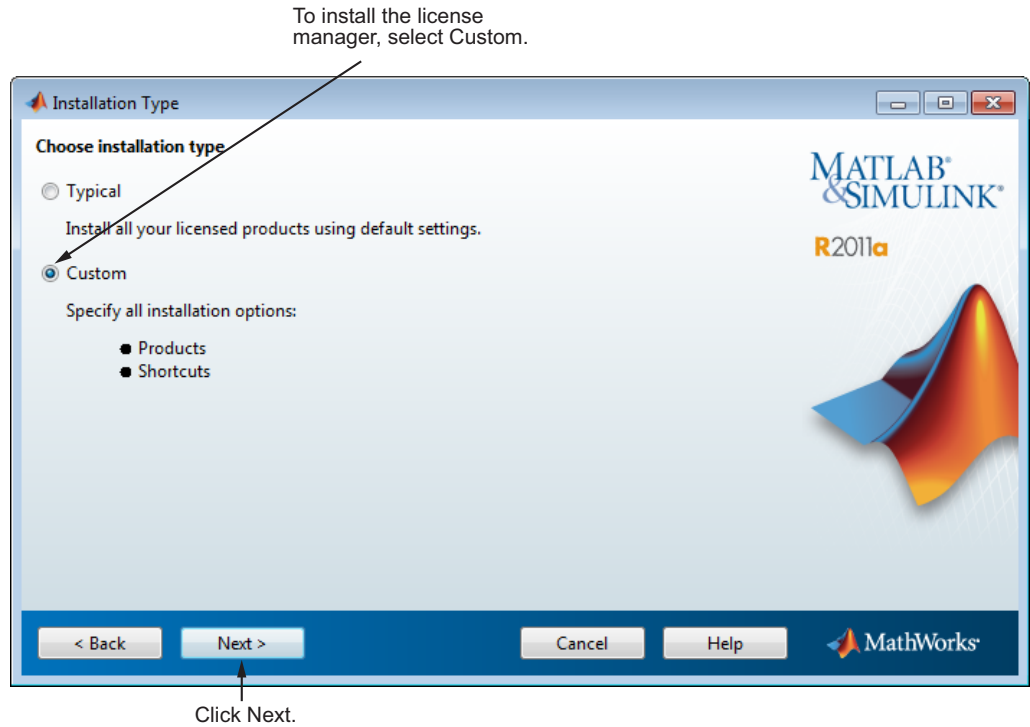 To install the license
manager, select Custom.
Installation Type
Choose installation type
Typical
Install all your licensed products using default settings.
Custom
Specify all installation options:
● Products
● Shortcuts
MATLAB®
&SIMULINK®
R2011a
< Back
Next >
Cancel
Help
MathWorks®
Click Next.